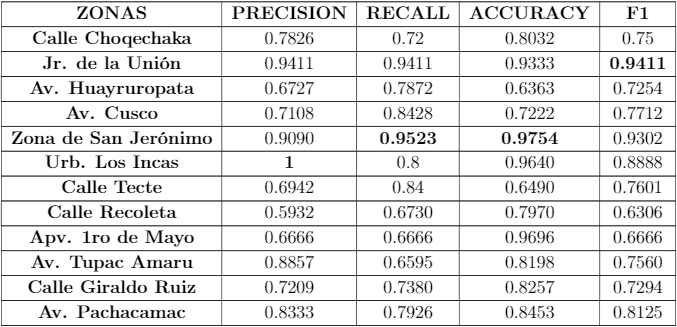 ZONAS PRECISION RECALL ACCURACY F1
Calle Choqechaka 0.7826 0.72 0.8032 0.75
Jr. de la Unión 0.9411 0.9411 0.9333 0.9411
Av. Huayruropata 0.6727 0.7872 0.6363 0.7254
Av. Cusco 0.7108 0.8428 0.7222 0.7712
Zona de San Jerónimo 0.9090 0.9523 0.9754 0.9302
Urb. Los Incas 1 0.8 0.9640 0.8888
Calle Tecte 0.6942 0.84 0.6490 0.7601
Calle Recoleta 0.5932 0.6730 0.7970 0.6306
Apv. 1ro de Mayo 0.6666 0.6666 0.9696 0.6666
Av. Tupac Amaru 0.8857 0.6595 0.8198 0.7560
Calle Giraldo Ruiz 0.7209 0.7380 0.8257 0.7294
Av. Pachacamac 0.8333 0.7926 0.8453 0.8125